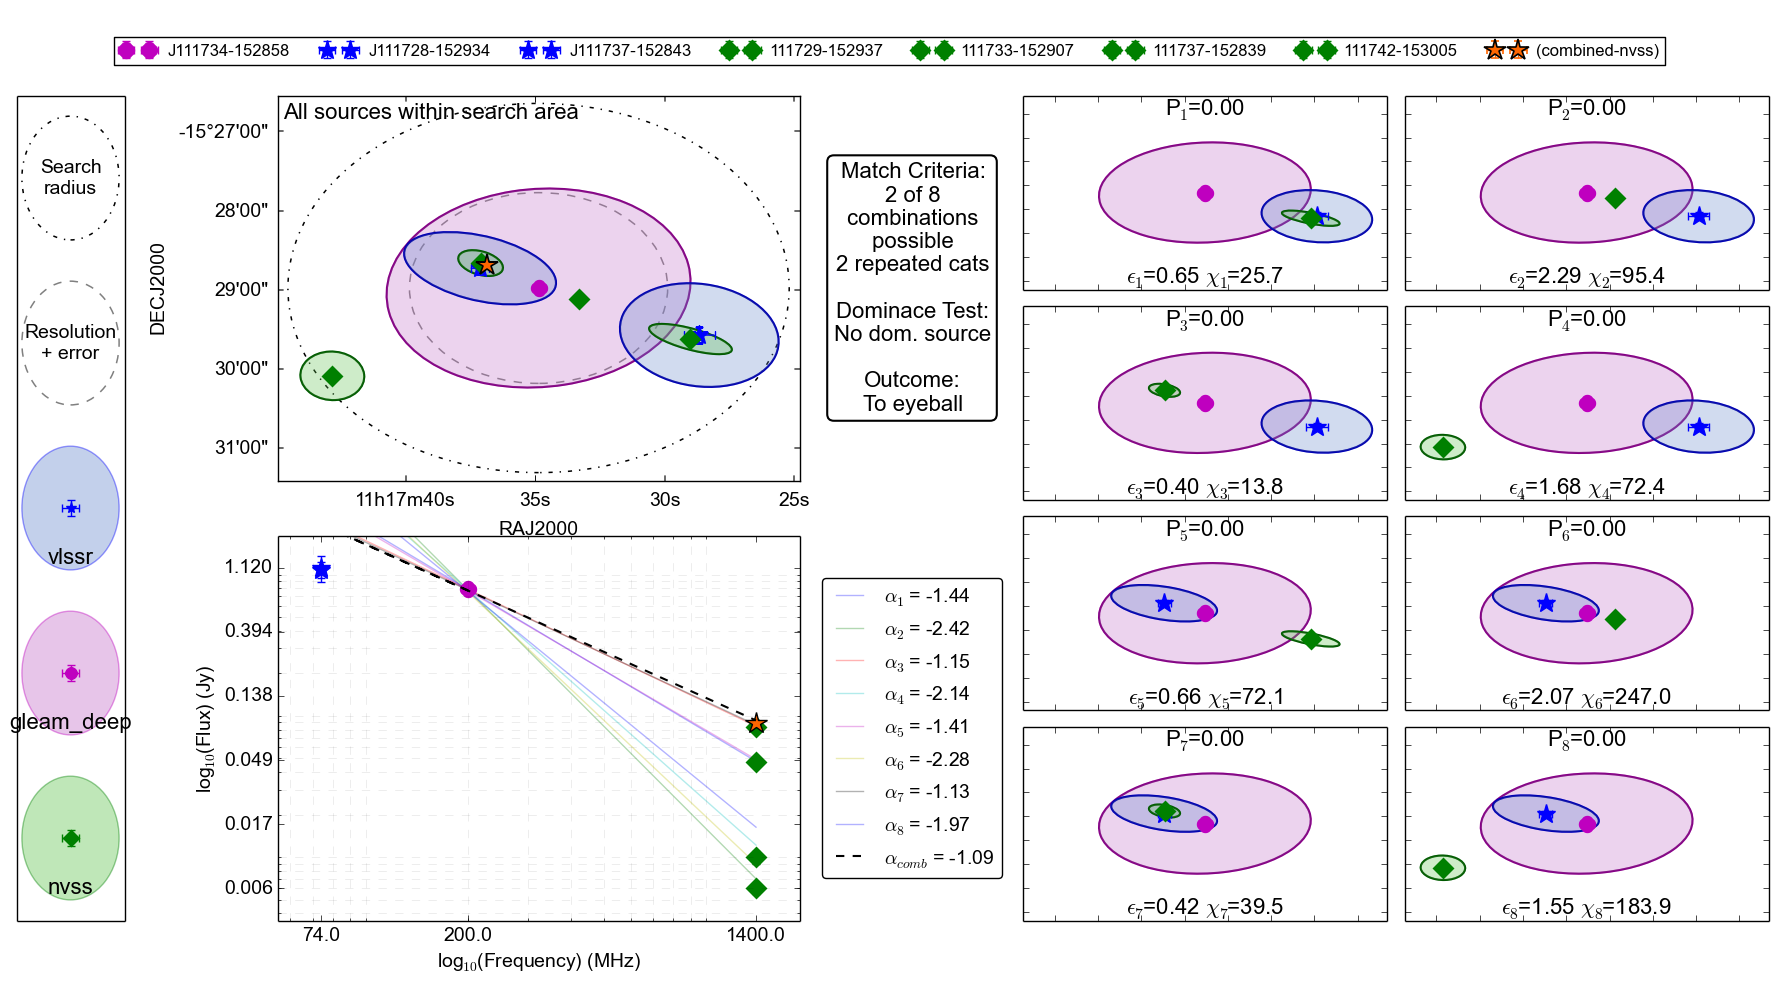 J111734-152858 J111728-152934 J111737-152843 111729-152937 111733-152907 111737-152839 111742-153005 (combined-nvss)
Search
radius
Resolution
+ error
vlssr
gleam_deep
nvss
All sources within search area
DECJ2000
-15°27'00"
28'00"
29'00"
30'00"
31'00"
11h17m40s 35s 30s 25s
RAJ2000
Match Criteria:
2 of 8
combinations
possible
2 repeated cats
Dominace Test:
No dom. source
Outcome:
To eyeball
log10(Flux) (Jy)
1.120
0.394
0.138
0.049
0.017
0.006
74.0 200.0 1400.0
log10(Frequency) (MHz)
α1 = -1.44
α2 = -2.42
α3 = -1.15
α4 = -2.14
α5 = -1.41
α6 = -2.28
α7 = -1.13
α8 = -1.97
αcomb = -1.09
P1=0.00
ϵ1=0.65 χ1=25.7
P2=0.00
ϵ2=2.29 χ2=95.4
P3=0.00
ϵ3=0.40 χ3=13.8
P4=0.00
ϵ4=1.68 χ4=72.4
P5=0.00
ϵ5=0.66 χ5=72.1
P6=0.00
ϵ6=2.07 χ6=247.0
P7=0.00
ϵ7=0.42 χ7=39.5
P8=0.00
ϵ8=1.55 χ8=183.9